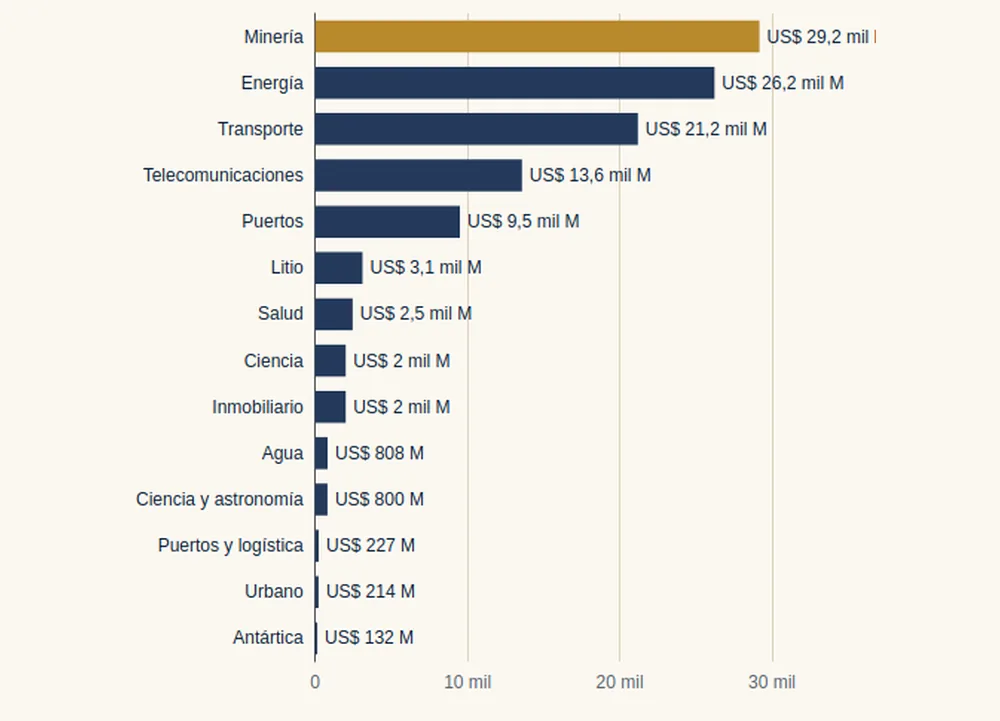 Minería US$ 29,2 mil
Energía US$ 26,2 mil M
Transporte US$ 21,2 mil M
Telecomunicaciones US$ 13,6 mil M
Puertos US$ 9,5 mil M
Litio US$ 3,1 mil M
Salud US$ 2,5 mil M
Ciencia US$ 2 mil M
Inmobiliario US$ 2 mil M
Agua US$ 808 M
Ciencia y astronomía US$ 800 M
Puertos y logística US$ 227 M
Urbano US$ 214 M
Antártica US$ 132 M
0 10 mil 20 mil 30 mil